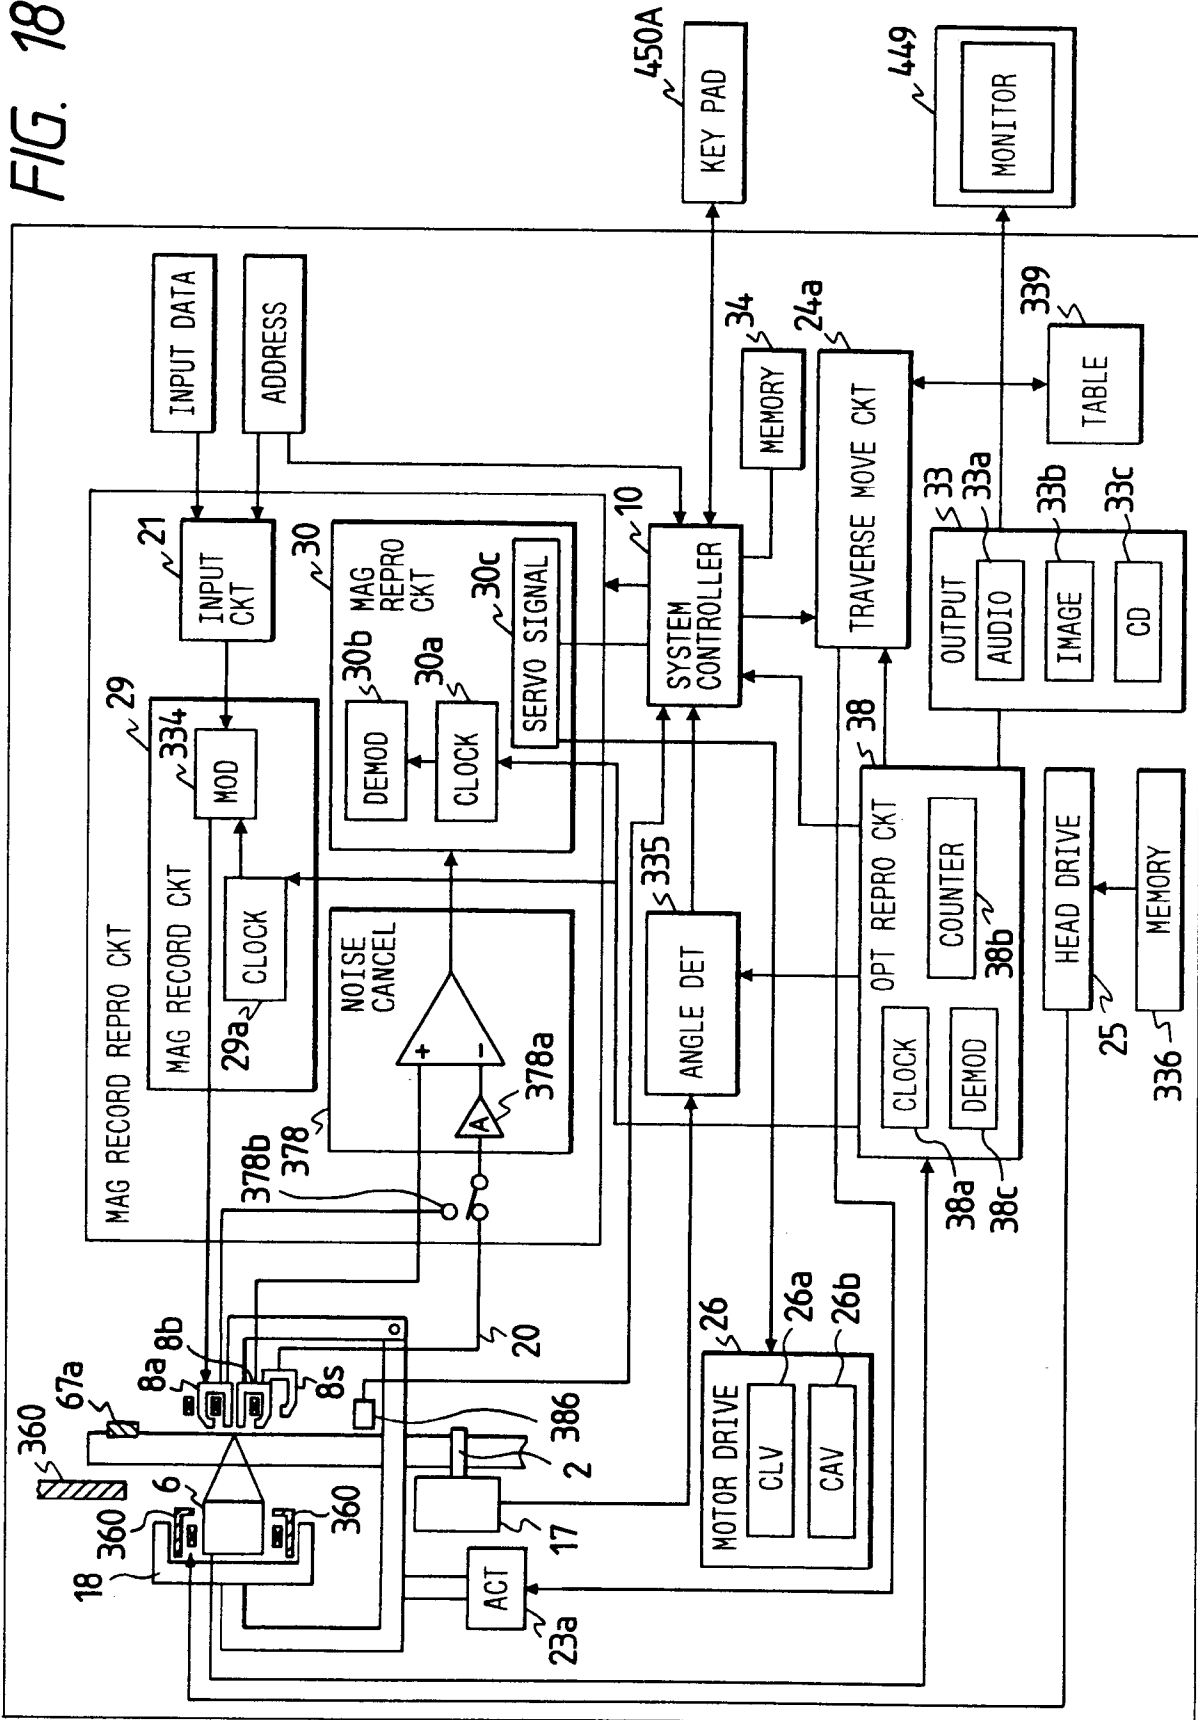 FIG. 18
INPUT DATA
ADDRESS
450A
KEY PAD
449
MONITOR
MAG RECORD REPRO CKT
29
MAG RECORD CKT
334
MOD
CLOCK
29a
21
INPUT
CKT
30
MAG
REPRO
CKT
30b
DEMOD
30a
CLOCK
30c
SERVO SIGNAL
NOISE
CANCEL
+
−
A
378a
378
378b
10
SYSTEM
CONTROLLER
34
MEMORY
24a
TRAVERSE MOVE CKT
339
TABLE
33
OUTPUT
33a
AUDIO
33b
IMAGE
33c
CD
335
ANGLE DET
38
OPT REPRO CKT
COUNTER
38b
CLOCK
38a
DEMOD
38c
HEAD DRIVE
25
MEMORY
336
26
MOTOR DRIVE
26a
CLV
26b
CAV
360
67a
8a
8b
8s
20
386
2
17
6
360
360
18
ACT
23a